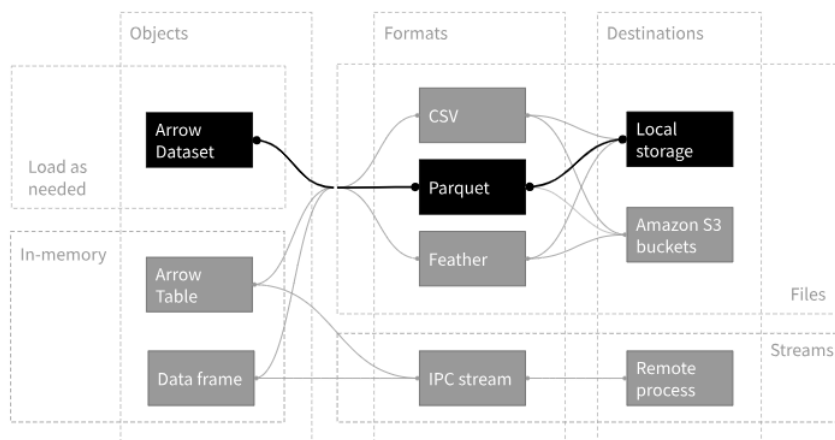 Objects
Formats
Destinations
Arrow
Dataset
CSV
Local
storage
Load as
needed
Parquet
Amazon S3
buckets
In-memory
Feather
Arrow
Table
Files
Streams
Data frame
IPC stream
Remote
process